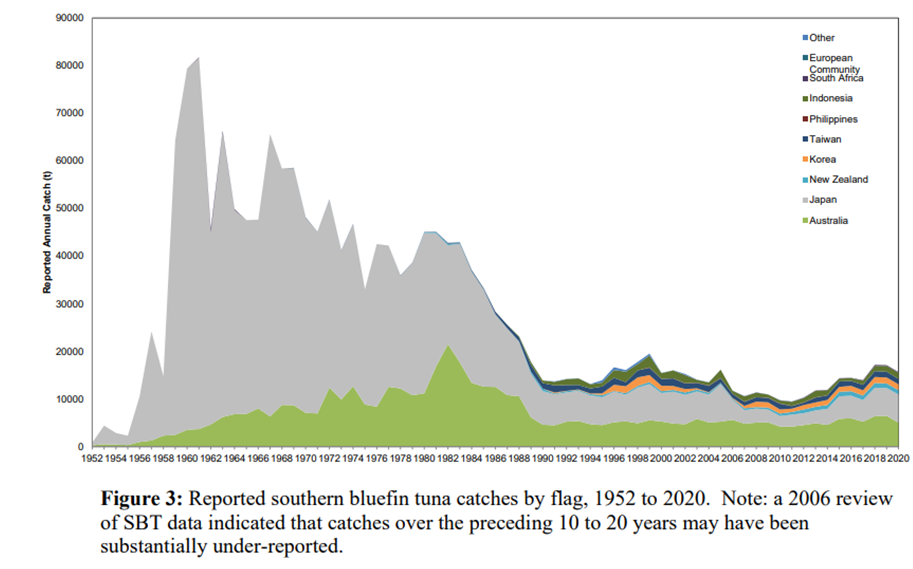 90000
80000
70000
60000
50000
40000
30000
20000
10000
0
Reported Annual Catch (t)
Other
European
Community
South Africa
Indonesia
Philippines
Taiwan
Korea
New Zealand
Japan
Australia
1952 1954 1956 1958 1960 1962 1964 1966 1968 1970 1972 1974 1976 1978 1980 1982 1984 1986 1988 1990 1992 1994 1996 1998 2000 2002 2004 2006 2008 2010 2012 2014 2016 2018 2020
Figure 3: Reported southern bluefin tuna catches by flag, 1952 to 2020. Note: a 2006 review
of SBT data indicated that catches over the preceding 10 to 20 years may have been
substantially under-reported.